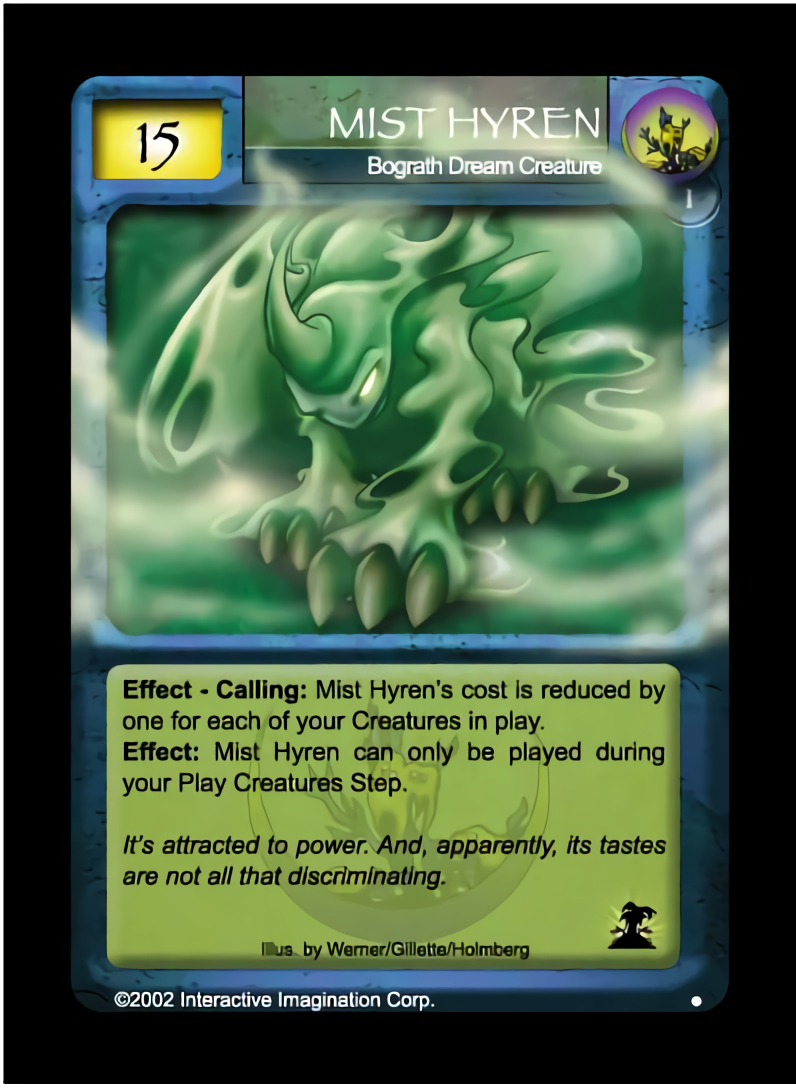 15
MIST HYREN
Bograth Dream Creature
1
Effect - Calling: Mist Hyren's cost is reduced by
one for each of your Creatures in play.
Effect: Mist Hyren can only be played during
your Play Creatures Step.
It's attracted to power. And, apparently, its tastes
are not all that discriminating.
Illus. by Werner/Gillette/Holmberg
©2002 Interactive Imagination Corp.